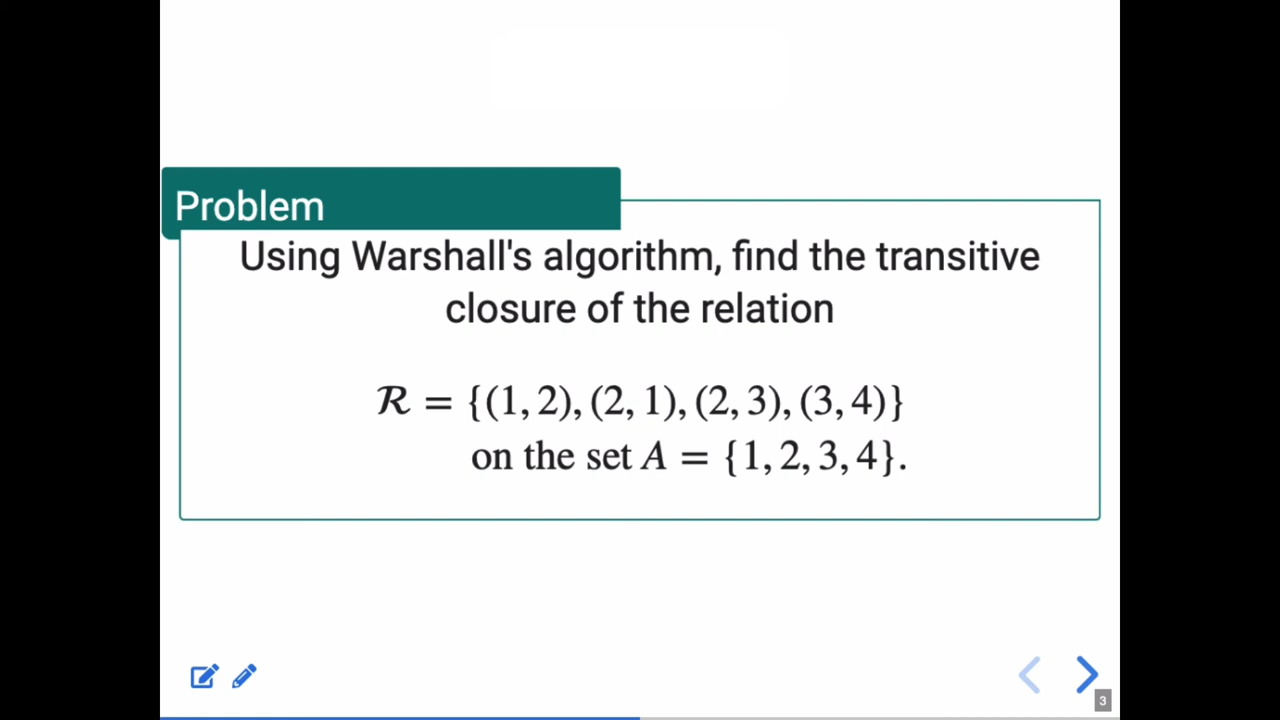 Problem
Using Warshall's algorithm, find the transitive
closure of the relation
ℛ = {(1, 2), (2, 1), (2, 3), (3, 4)}
on the set A = {1, 2, 3, 4}.
3